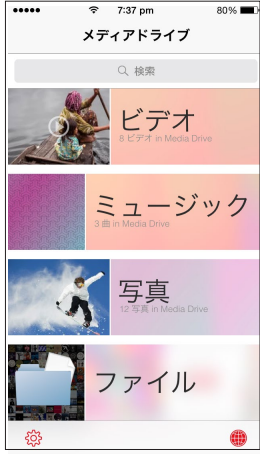 7:37 pm
80%
メディアドライブ
検索
ビデオ
8 ビデオ in Media Drive
ミュージック
3 曲 in Media Drive
写真
12 写真 in Media Drive
ファイル